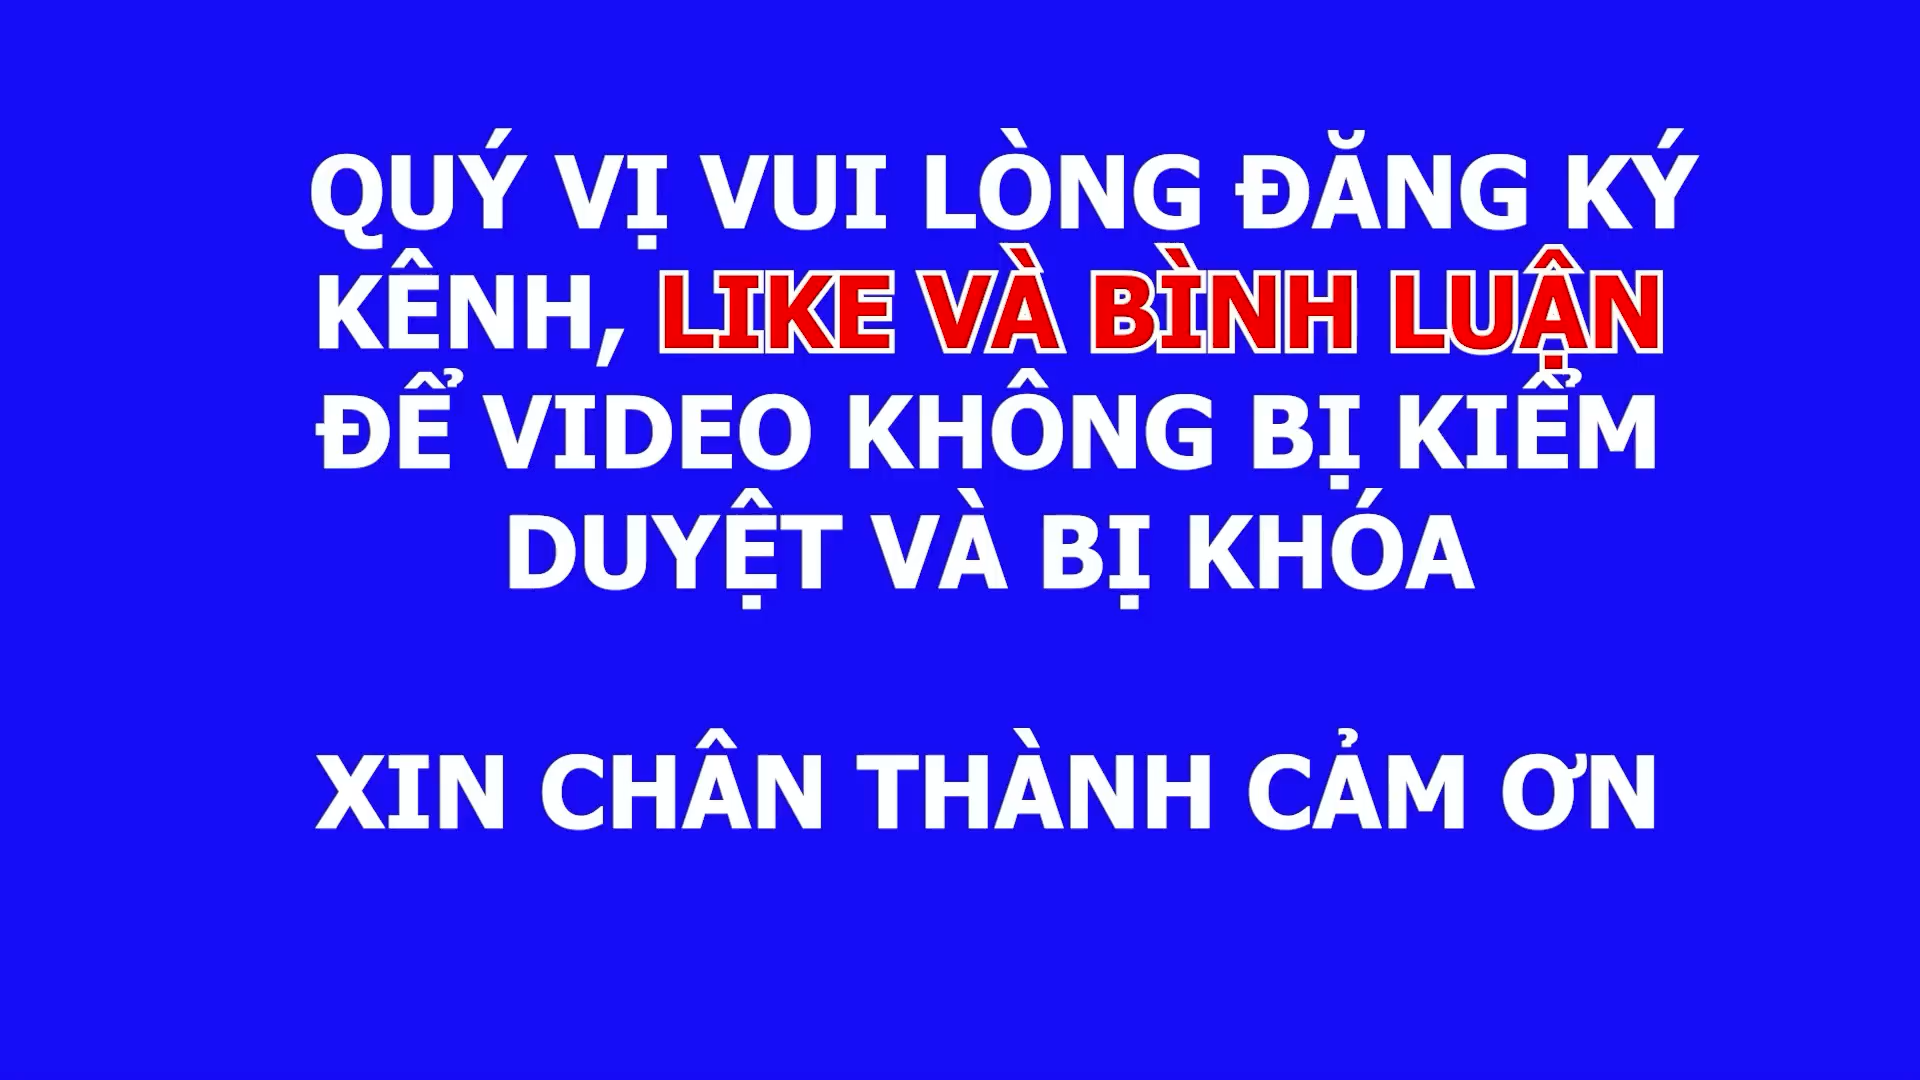 QUÝ VỊ VUI LÒNG ĐĂNG KÝ
KÊNH, LIKE VÀ BÌNH LUẬN
ĐỂ VIDEO KHÔNG BỊ KIỂM
DUYỆT VÀ BỊ KHÓA
XIN CHÂN THÀNH CẢM ƠN